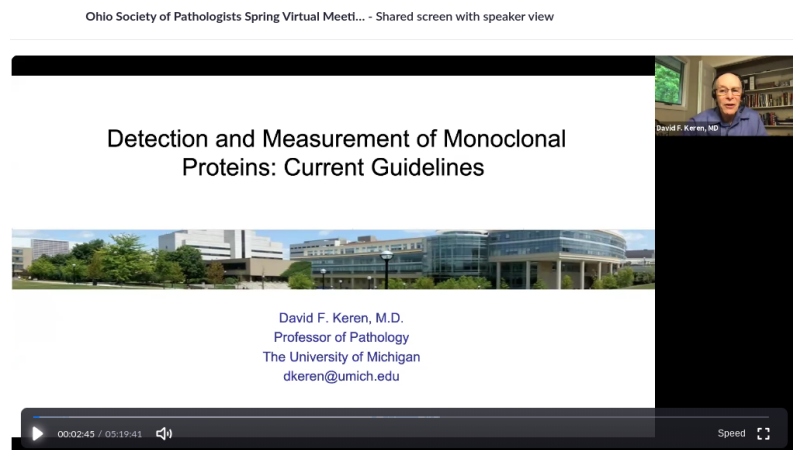 Ohio Society of Pathologists Spring Virtual Meeti... - Shared screen with speaker view
Detection and Measurement of Monoclonal
Proteins: Current Guidelines
David F. Keren, MD
David F. Keren, M.D.
Professor of Pathology
The University of Michigan
dkeren@umich.edu
00:02:45 / 05:19:41
Speed